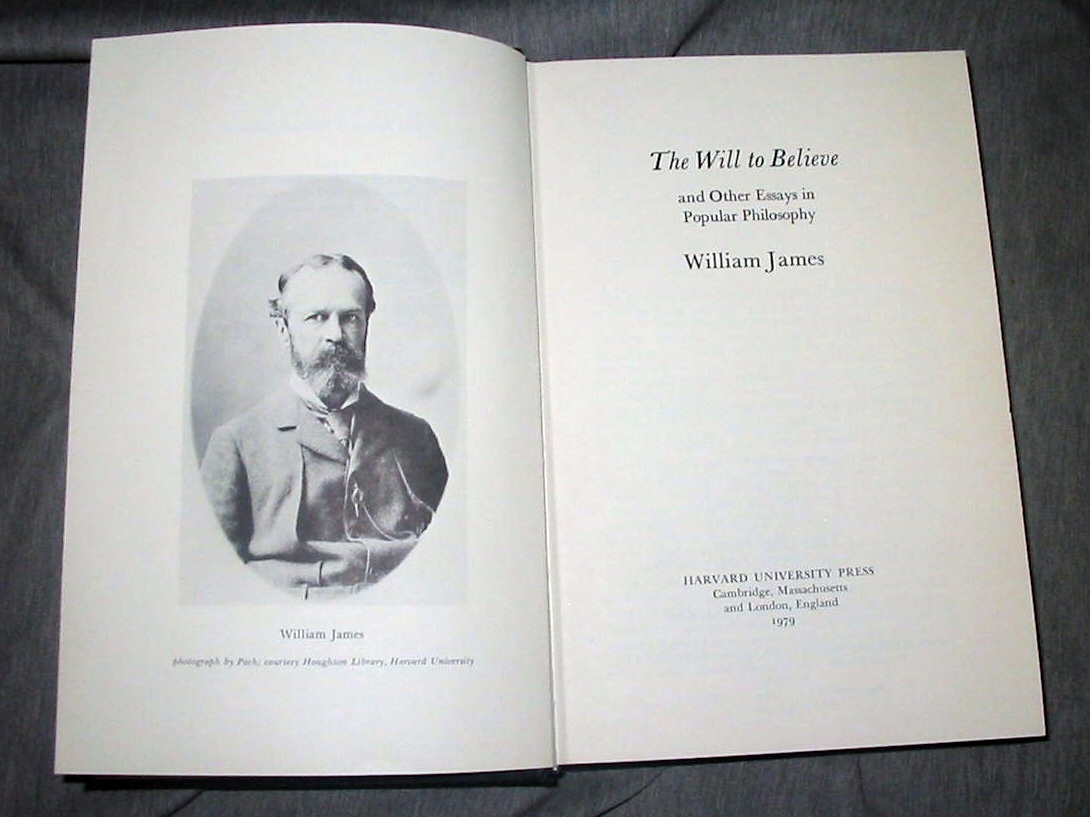 William James
photograph by Pach; courtesy Houghton Library, Harvard University
The Will to Believe
and Other Essays in
Popular Philosophy
William James
HARVARD UNIVERSITY PRESS
Cambridge, Massachusetts
and London, England
1979